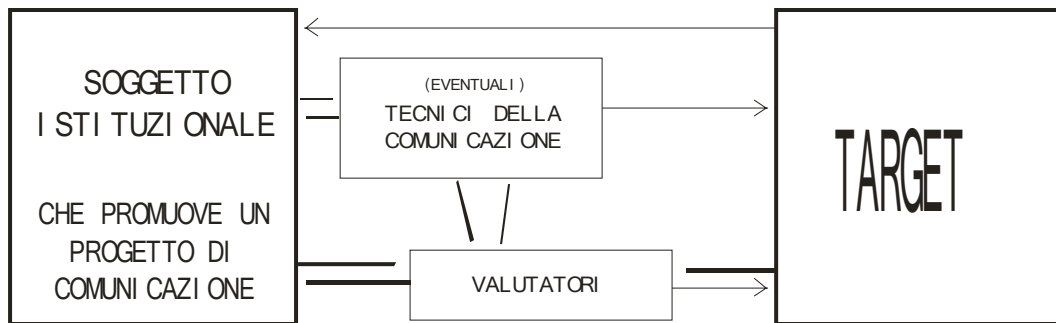 SOGGETTO
ISTITUZIONALE
CHE PROMUOVE UN
PROGETTO DI
COMUNICAZIONE
(EVENTUALI)
TECNICI DELLA
COMUNICAZIONE
VALUTATORI
TARGET